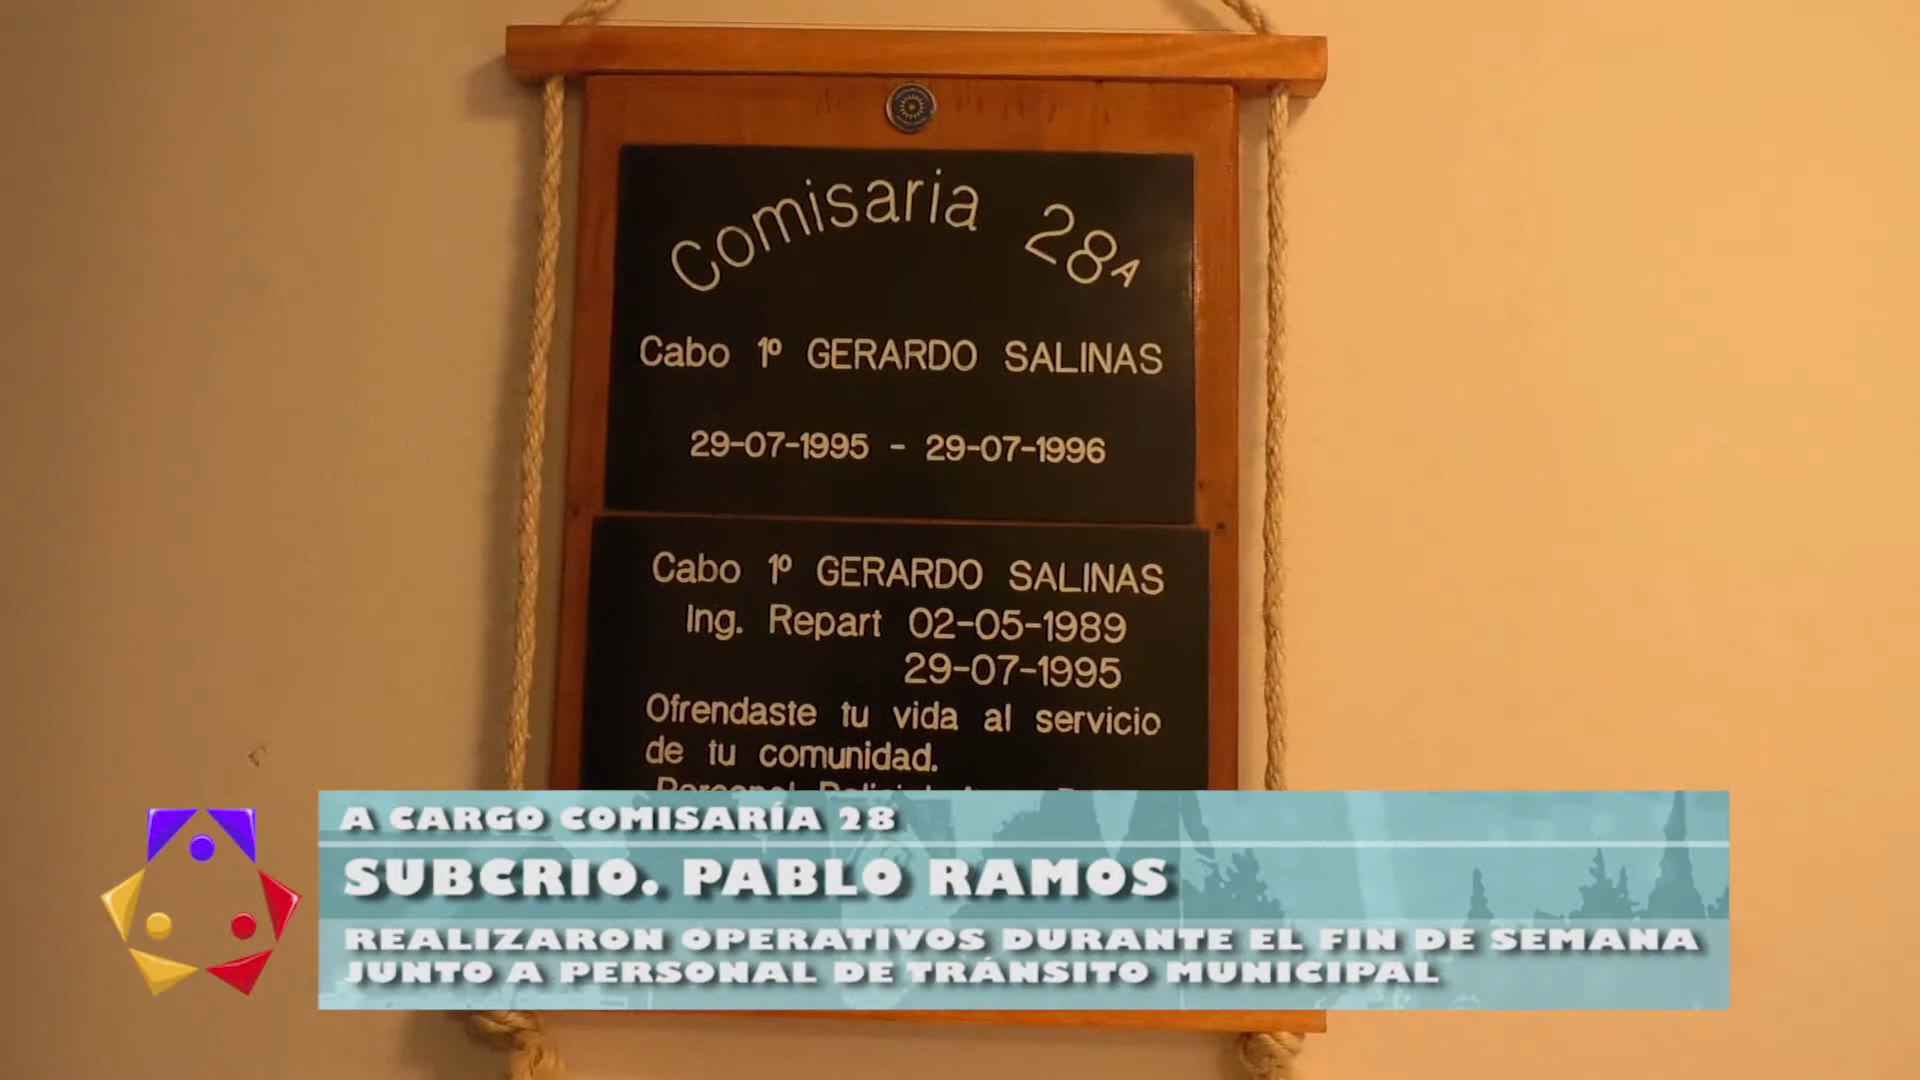 Comisaria 28A
Cabo 1º GERARDO SALINAS
29-07-1995 - 29-07-1996
Cabo 1º GERARDO SALINAS
Ing. Repart 02-05-1989
29-07-1995
Ofrendaste tu vida al servicio
de tu comunidad.
A CARGO COMISARÍA 28
SUBCRIO. PABLO RAMOS
REALIZARON OPERATIVOS DURANTE EL FIN DE SEMANA
JUNTO A PERSONAL DE TRÁNSITO MUNICIPAL